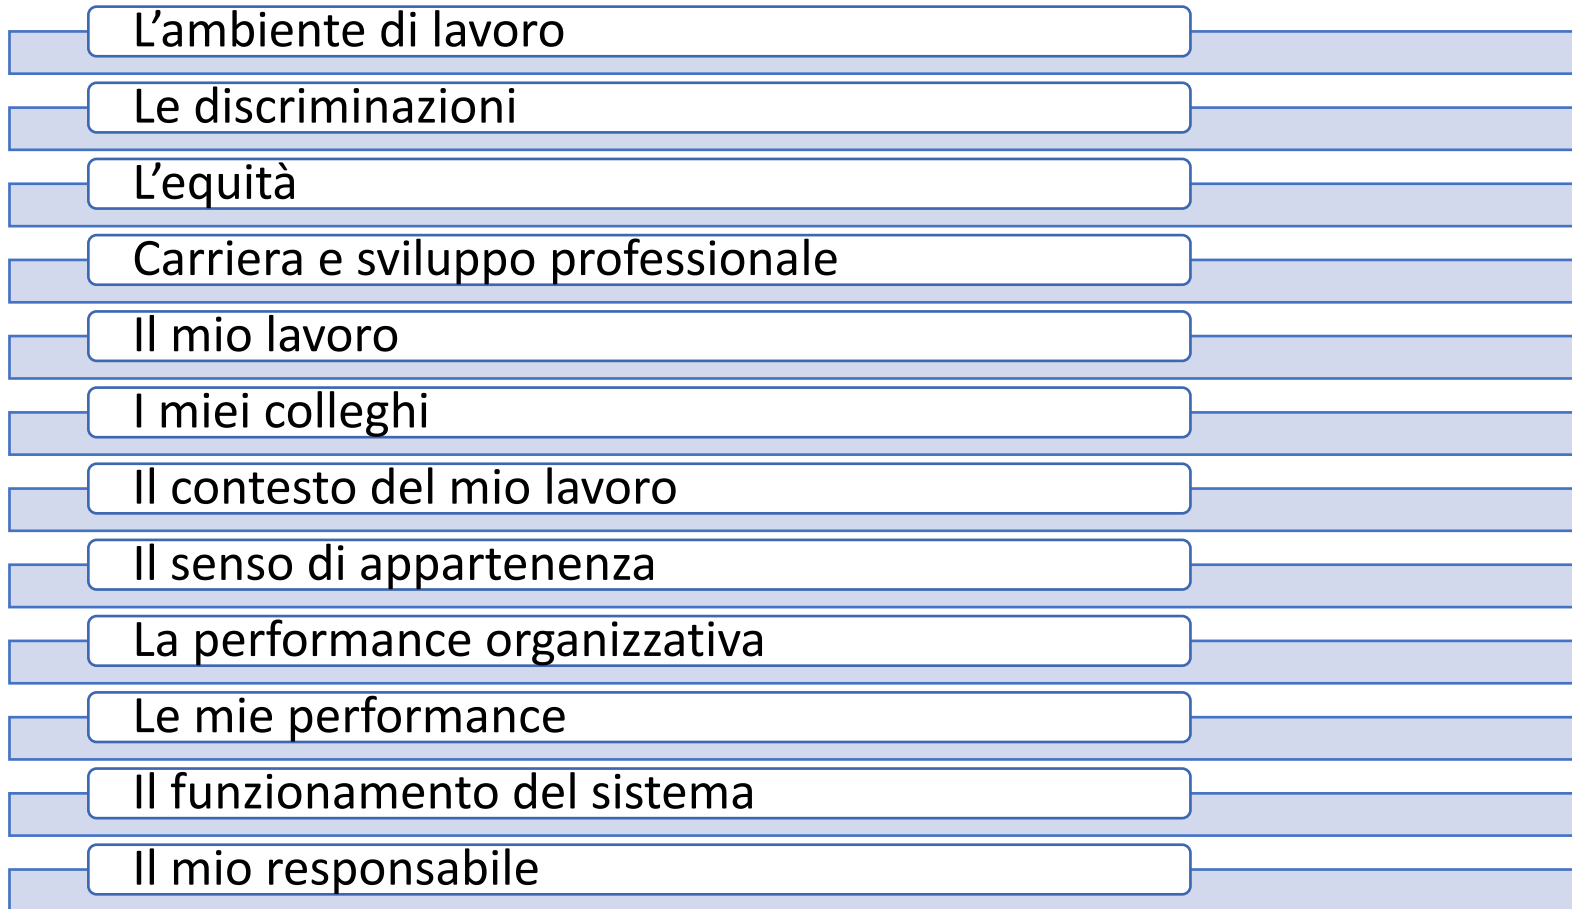 L’ambiente di lavoro
Le discriminazioni
L’equità
Carriera e sviluppo professionale
Il mio lavoro
I miei colleghi
Il contesto del mio lavoro
Il senso di appartenenza
La performance organizzativa
Le mie performance
Il funzionamento del sistema
Il mio responsabile